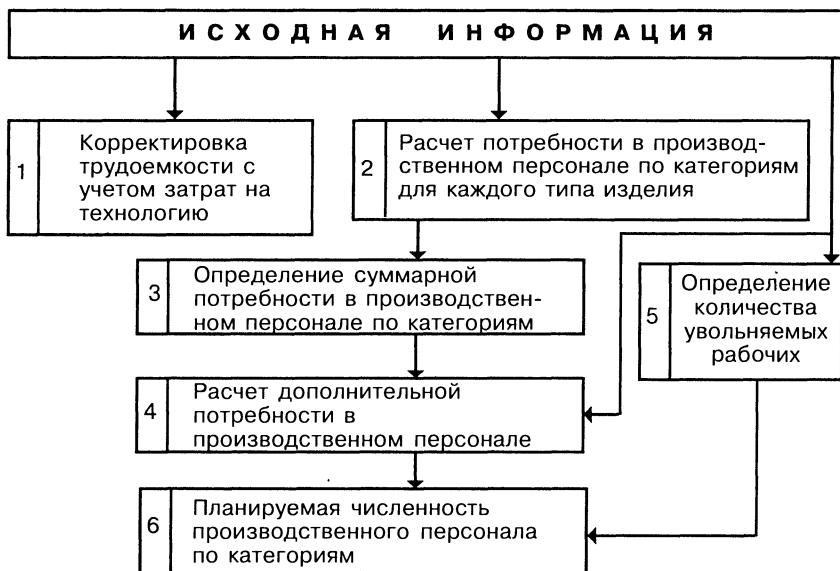 ИСХОДНАЯ ИНФОРМАЦИЯ
1
Корректировка
трудоемкости с
учетом затрат на
технологию
2
Расчет потребности в производ-
ственном персонале по категориям
для каждого типа изделия
3
Определение суммарной
потребности в производствен-
ном персонале по категориям
5
Определение
количества
увольняемых
рабочих
4
Расчет дополнительной
потребности в
производственном персонале
6
Планируемая численность
производственного персонала
по категориям